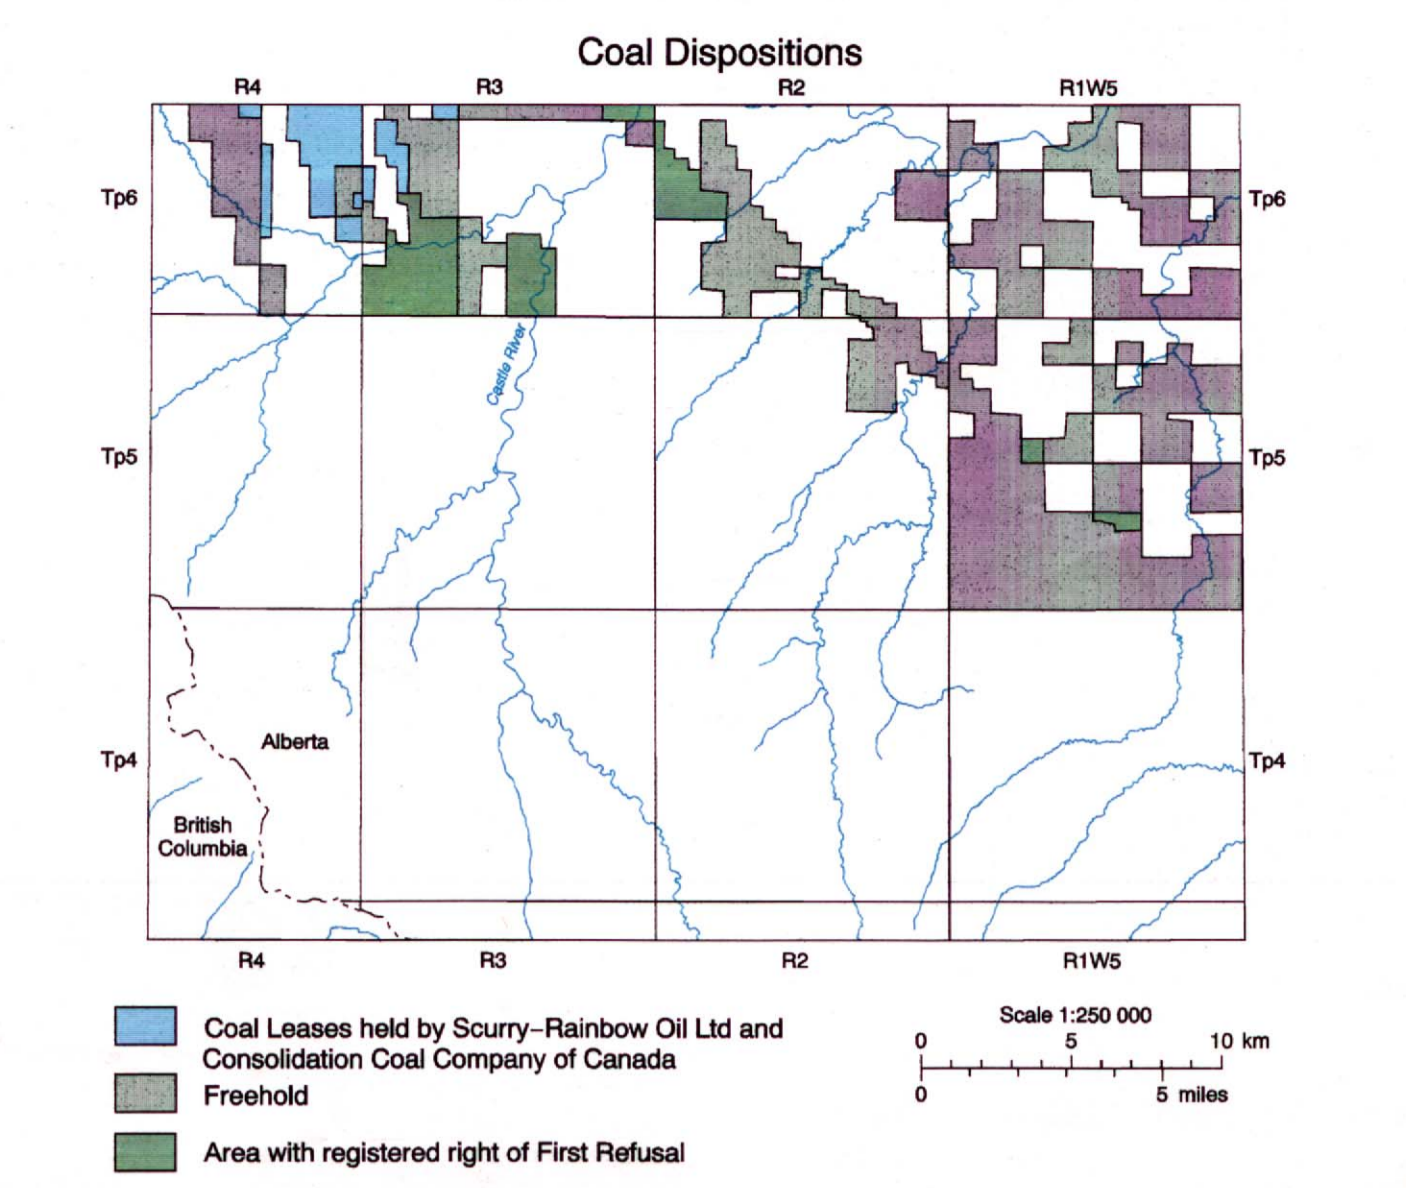 Coal Dispositions
R4 R3 R2 R1W5
Tp6 Tp6
Castle River
Tp5 Tp5
Alberta
Tp4 Tp4
British
Columbia
R4 R3 R2 R1W5
Coal Leases held by Scurry–Rainbow Oil Ltd and
Consolidation Coal Company of Canada
Freehold
Area with registered right of First Refusal
Scale 1:250 000
0 5 10 km
0 5 miles